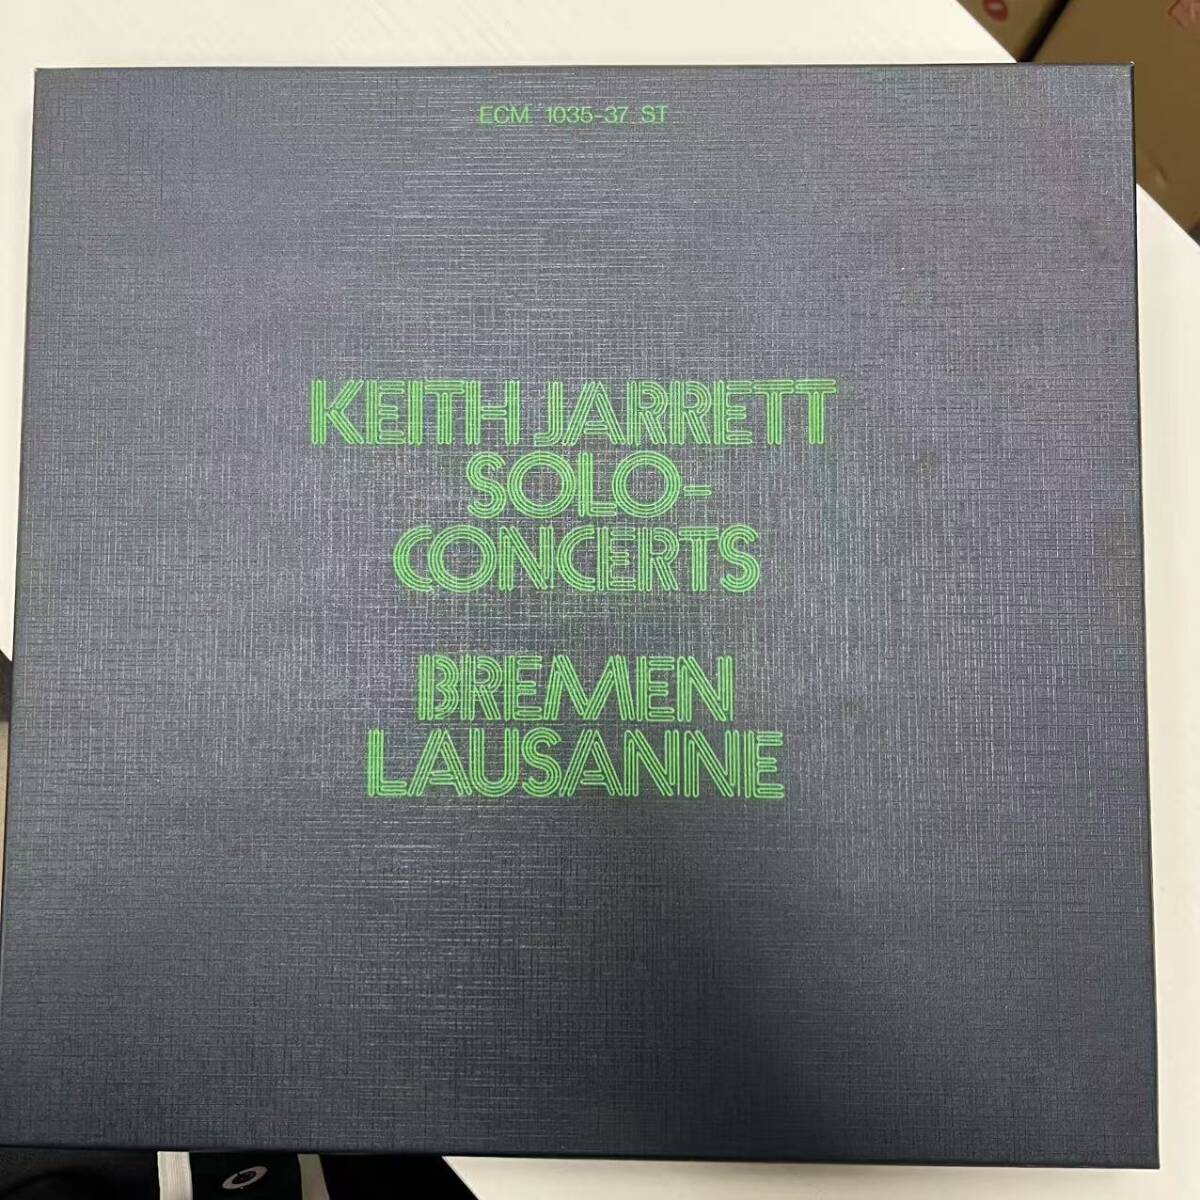 ECM 1035-37 ST
KEITH JARRETT
SOLO-
CONCERTS
BREMEN
LAUSANNE